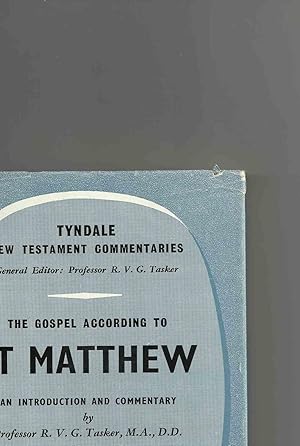 TYNDALE
EW TESTAMENT COMMENTARIES
General Editor: Professor R. V. G. Tasker
THE GOSPEL ACCORDING TO
T MATTHEW
AN INTRODUCTION AND COMMENTARY
by
Professor R. V. G. Tasker, M.A., D.D.